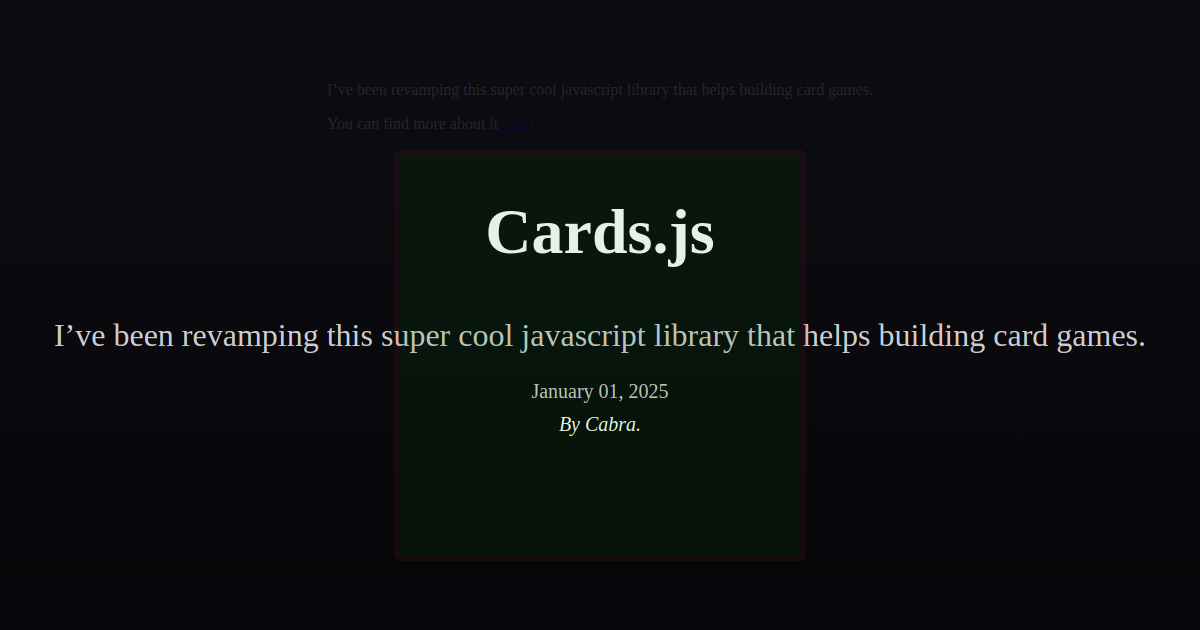 I’ve been revamping this super cool javascript library that helps building card games.
You can find more about it .
Cards.js
I’ve been revamping this super cool javascript library that helps building card games.
January 01, 2025
By Cabra.